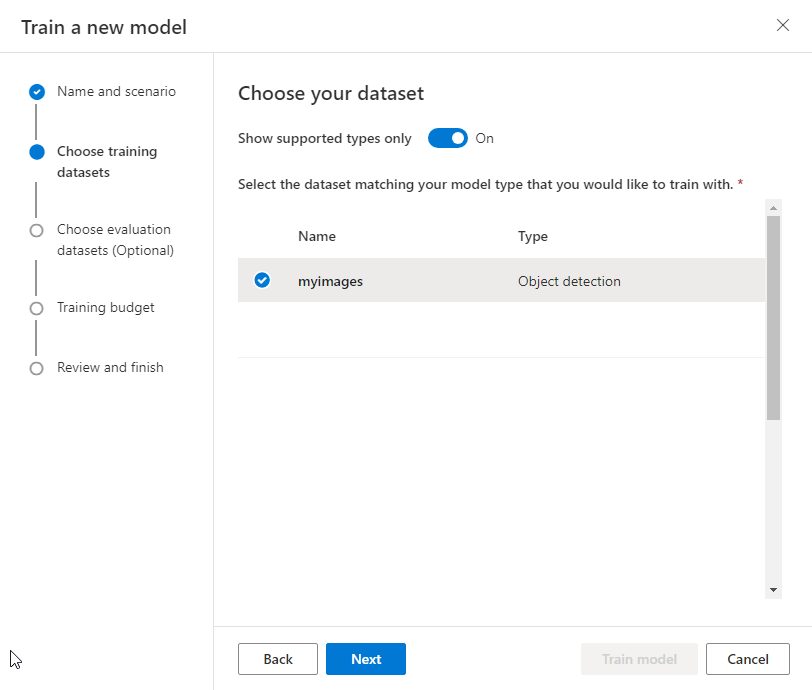 Train a new model
Name and scenario
Choose training
datasets
Choose evaluation
datasets (Optional)
Training budget
Review and finish
Choose your dataset
Show supported types only On
Select the dataset matching your model type that you would like to train with. *
Name Type
myimages Object detection
Back Next Train model Cancel